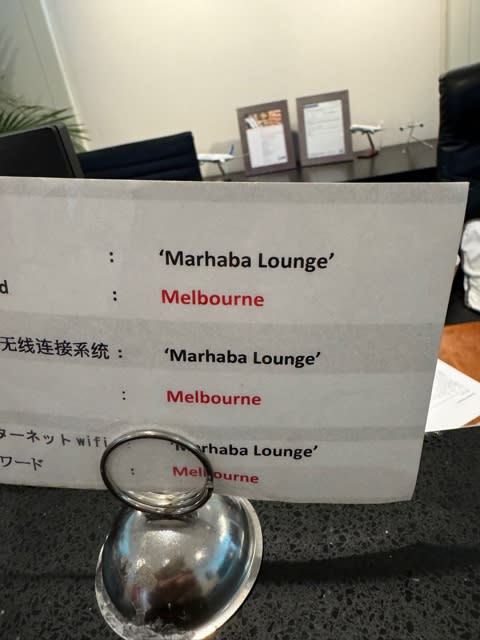 : ‘Marhaba Lounge’
d : Melbourne
无线连接系统 : ‘Marhaba Lounge’
: Melbourne
ターネット wifi ‘Marhaba Lounge’
ワード : Melbourne